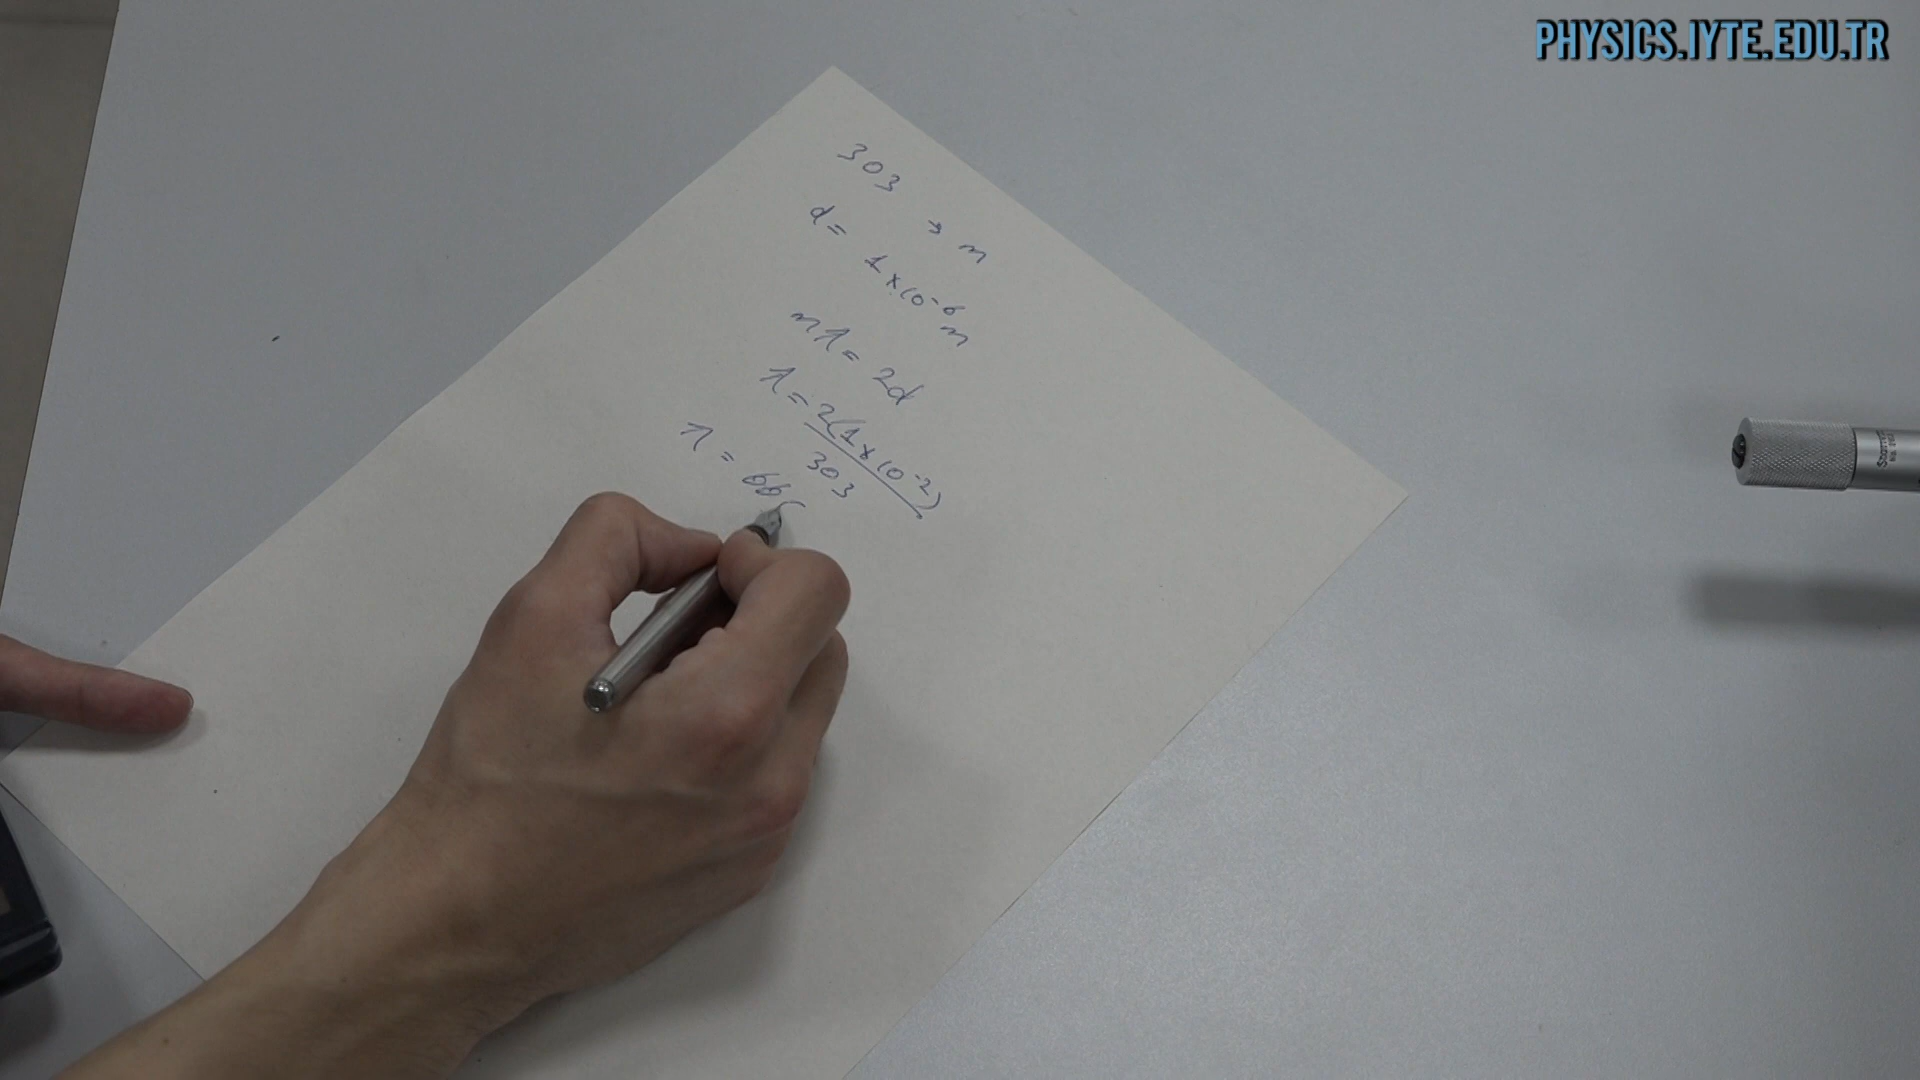 PHYSICS.IYTE.EDU.TR
303 → m
d = 1 x 10-6 m
mλ = 2d
λ = 2(1 x 10-2)
303
λ = 66